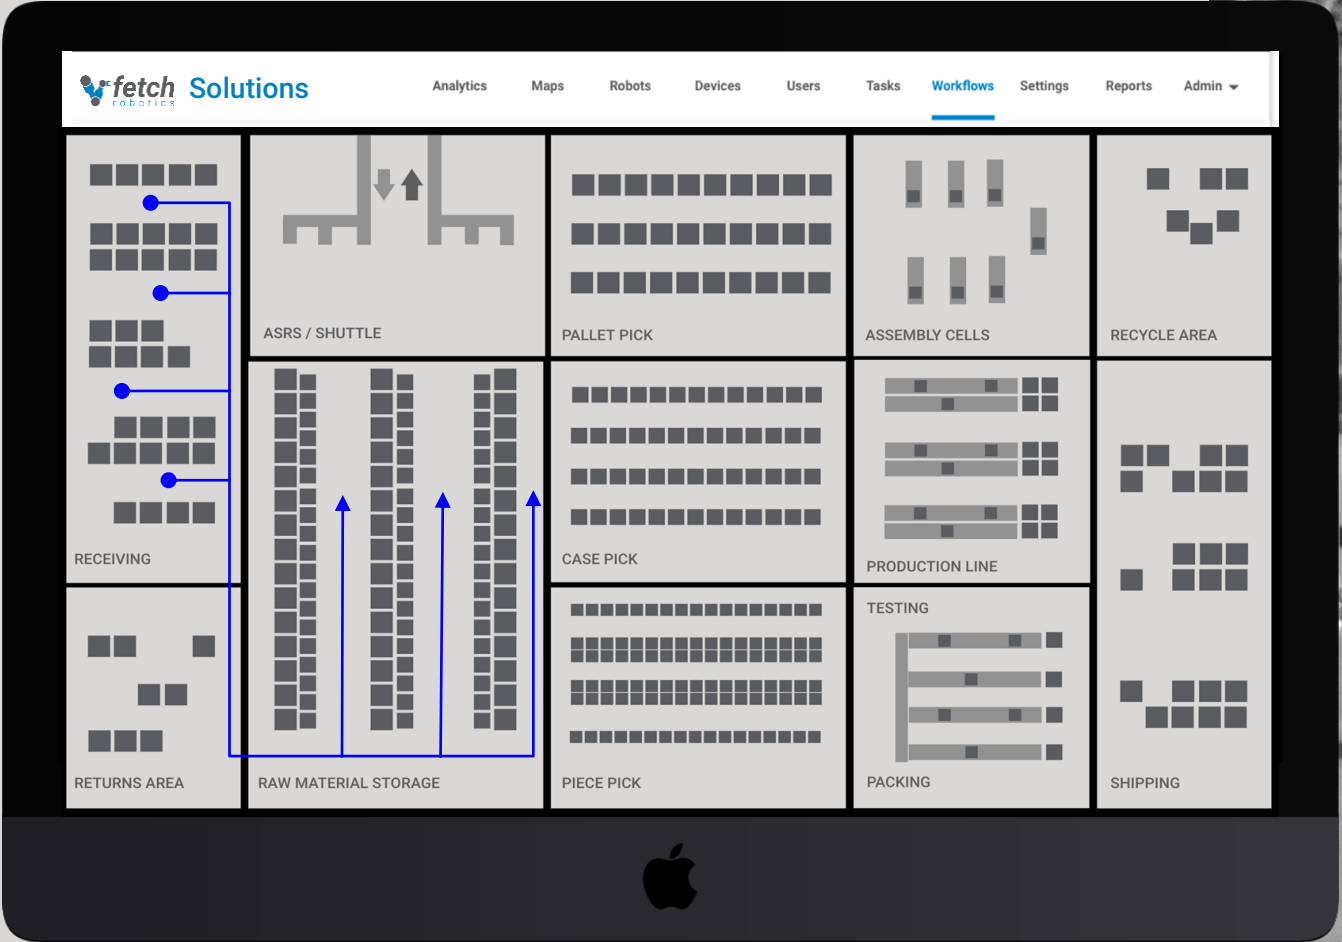 fetch robotics Solutions
Analytics Maps Robots Devices Users Tasks Workflows Settings Reports Admin
ASRS / SHUTTLE
PALLET PICK
ASSEMBLY CELLS
RECYCLE AREA
RECEIVING
CASE PICK
PRODUCTION LINE
TESTING
RETURNS AREA
RAW MATERIAL STORAGE
PIECE PICK
PACKING
SHIPPING